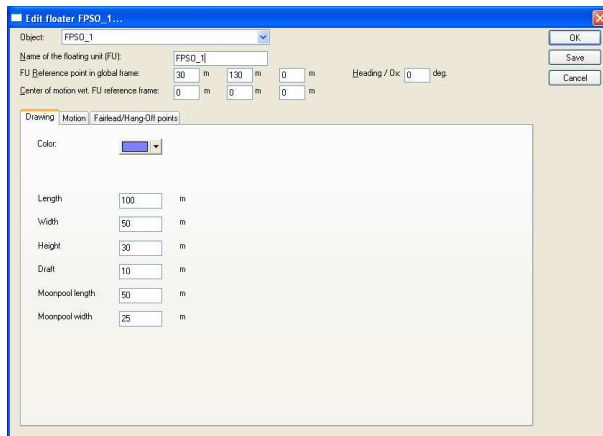 Edit floater FPSO_1...
Object: FPSO_1
OK
Name of the floating unit (FU): FPSO_1
Save
FU Reference point in global frame: 30 m 130 m 0 m Heading / Ox: 0 deg.
Cancel
Center of motion wrt. FU reference frame: 0 m 0 m 0 m
Drawing Motion Fairlead/Hang-Off points
Color:
Length 100 m
Width 50 m
Height 30 m
Draft 10 m
Moonpool length 50 m
Moonpool width 25 m